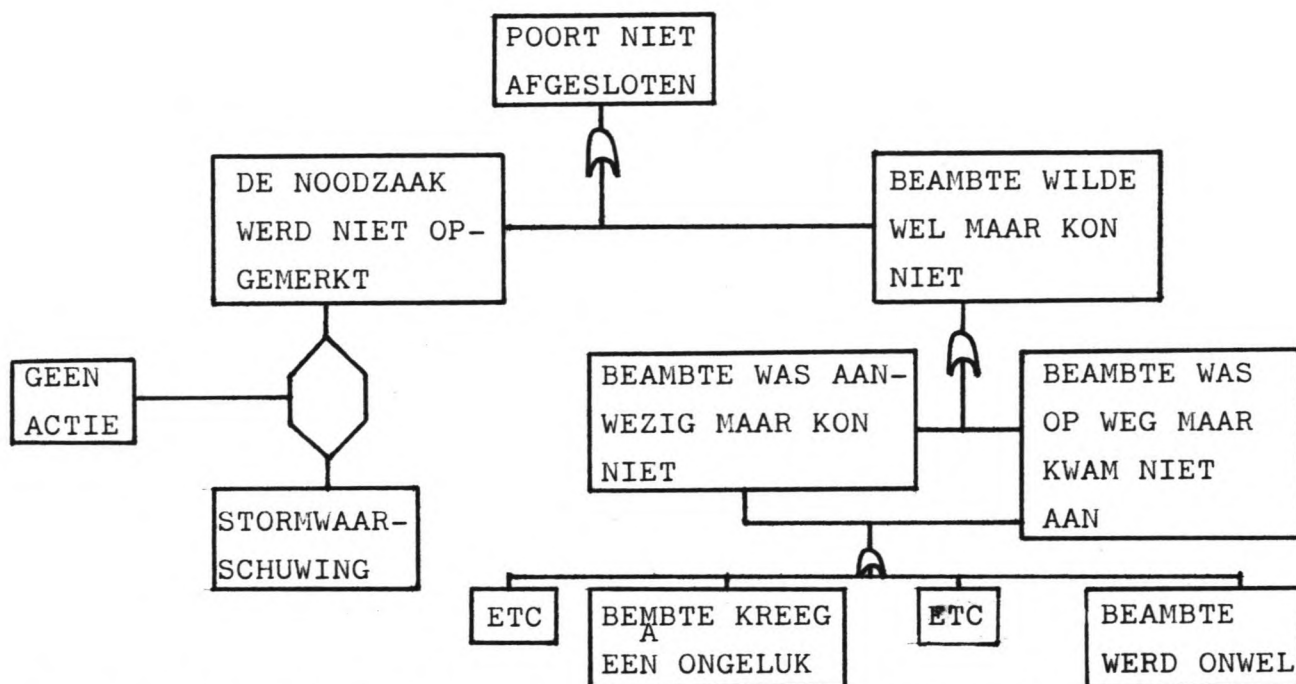 POORT NIET
AFGESLOTEN
DE NOODZAAK
WERD NIET OP-
GEMERKT
BEAMBTE WILDE
WEL MAAR KON
NIET
GEEN
ACTIE
BEAMBTE WAS AAN-
WEZIG MAAR KON
NIET
BEAMBTE WAS
OP WEG MAAR
KWAM NIET
AAN
STORMWAAR-
SCHUWING
ETC
BEMBTE KREEG
A
EEN ONGELUK
ETC
BEAMBTE
WERD ONWEL